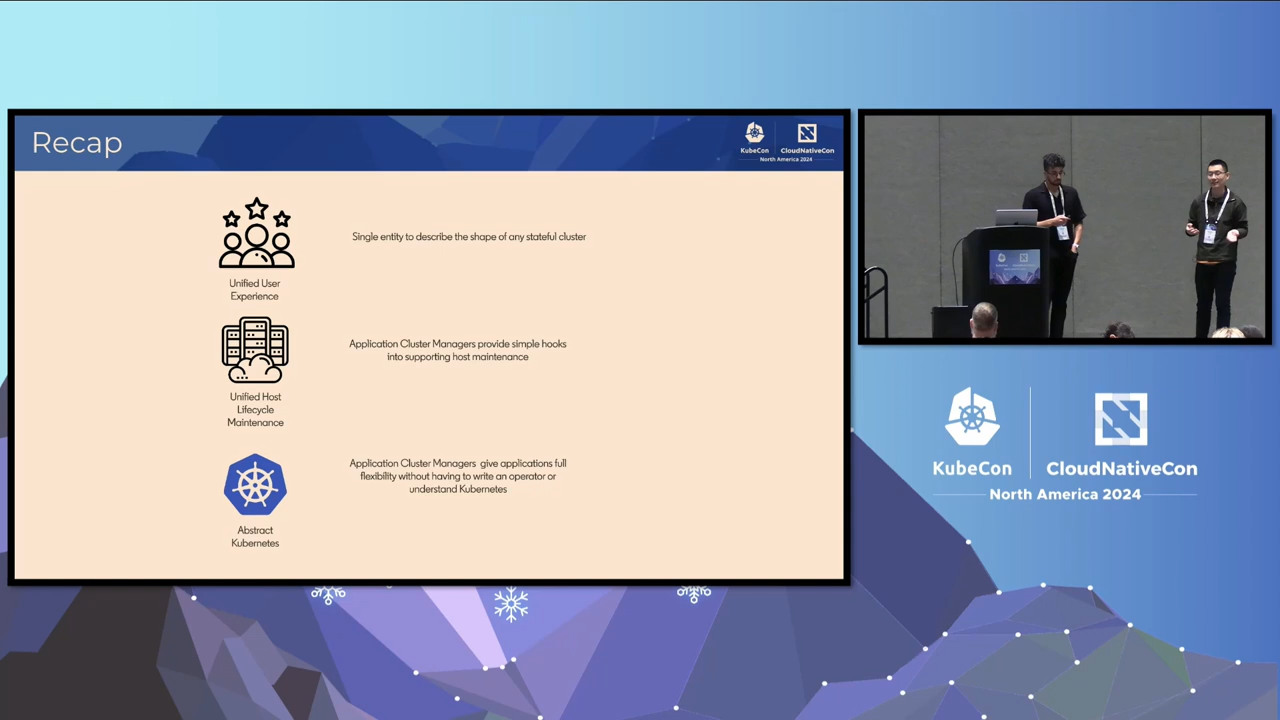 Recap
KubeCon
CloudNativeCon
North America 2024
Unified User
Experience
Single entity to describe the shape of any stateful cluster
Unified Host
Lifecycle
Maintenance
Application Cluster Managers provide simple hooks
into supporting host maintenance
Abstract
Kubernetes
Application Cluster Managers give applications full
flexibility without having to write an operator or
understand Kubernetes
KubeCon
CloudNativeCon
North America 2024